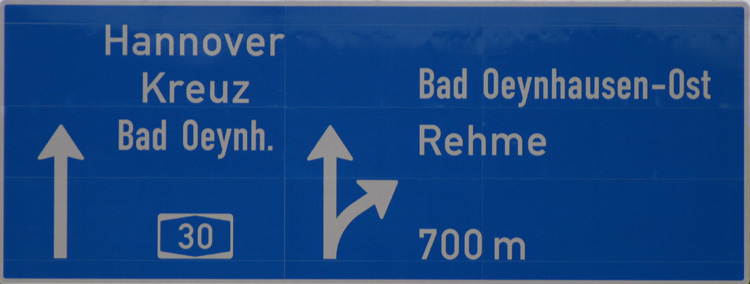 Hannover
Kreuz
Bad Oeynh.
30
Bad Oeynhausen-Ost
Rehme
700 m